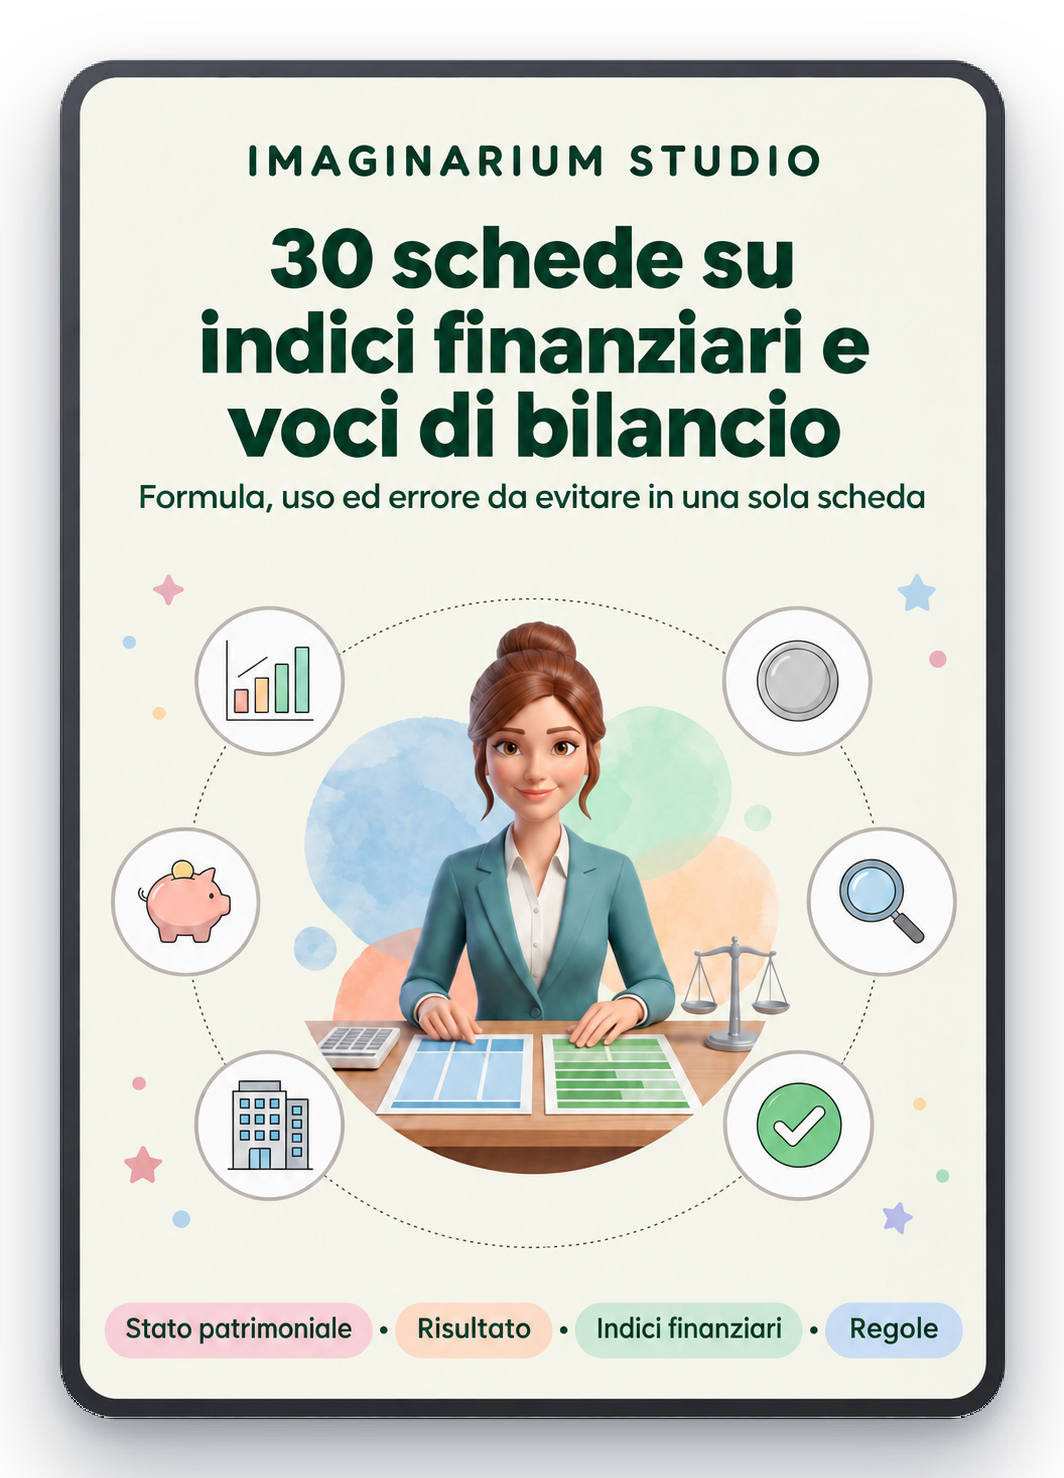 IMAGINARIUM STUDIO
30 schede su
indici finanziari e
voci di bilancio
Formula, uso ed errore da evitare in una sola scheda
Stato patrimoniale • Risultato • Indici finanziari • Regole